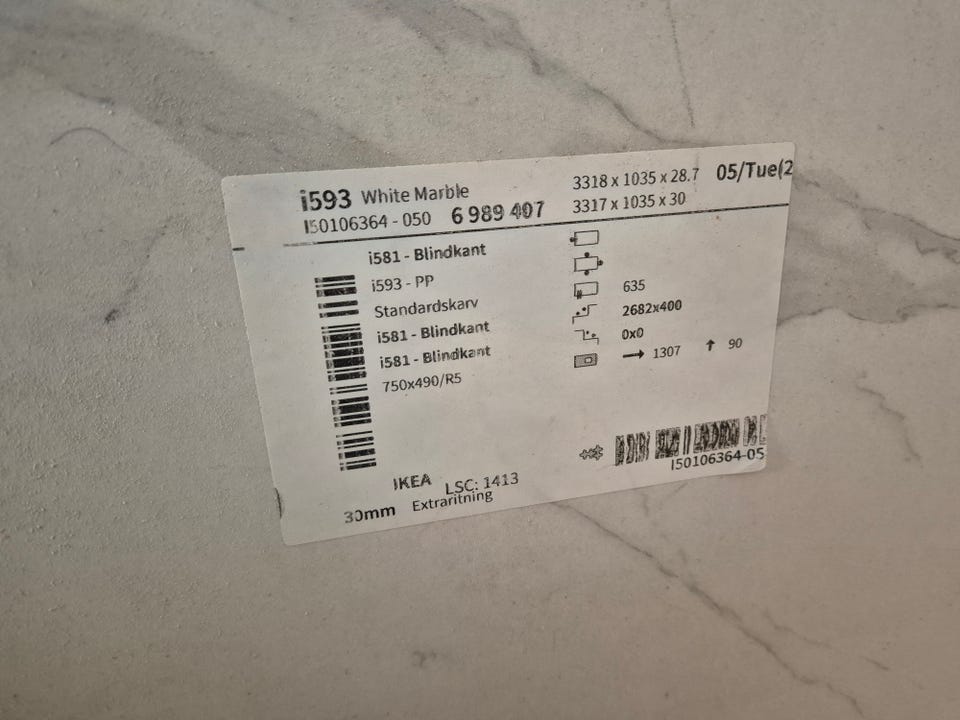 i593 White Marble
I50106364 - 050 6 989 407
3318 x 1035 x 28.7 05/Tue(2
3317 x 1035 x 30
i581 - Blindkant
i593 - PP
Standardskarv 635
i581 - Blindkant 2682x400
i581 - Blindkant 0x0
750x490/R5 → 1307 ↑ 90
I50106364-05
IKEA LSC: 1413
30mm Extraritning